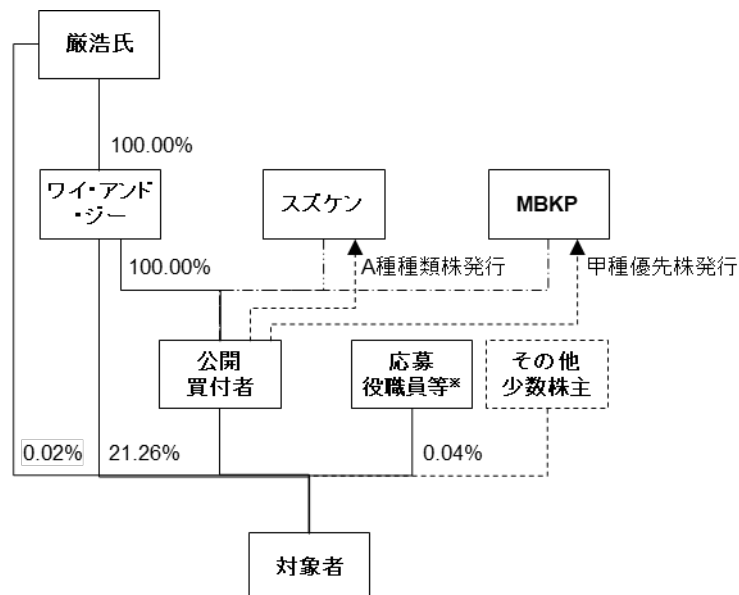 厳浩氏
100.00%
ワイ・アンド
・ジー
スズケン
MBKP
100.00%
A種種類株発行
甲種優先株発行
公開
買付者
応募
役職員等※
その他
少数株主
0.02%
21.26%
0.04%
対象者